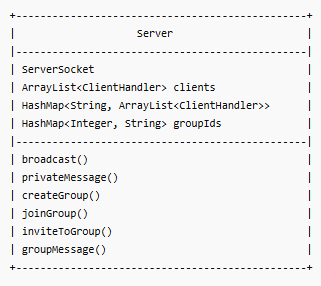 +------------------------------------------------+
|                    Server                      |
|------------------------------------------------|
| ServerSocket                                   |
| ArrayList<ClientHandler> clients               |
| HashMap<String, ArrayList<ClientHandler>>      |
| HashMap<Integer, String> groupIds              |
|------------------------------------------------|
| broadcast()                                    |
| privateMessage()                               |
| createGroup()                                  |
| joinGroup()                                    |
| inviteToGroup()                                |
| groupMessage()                                 |
+------------------------------------------------+